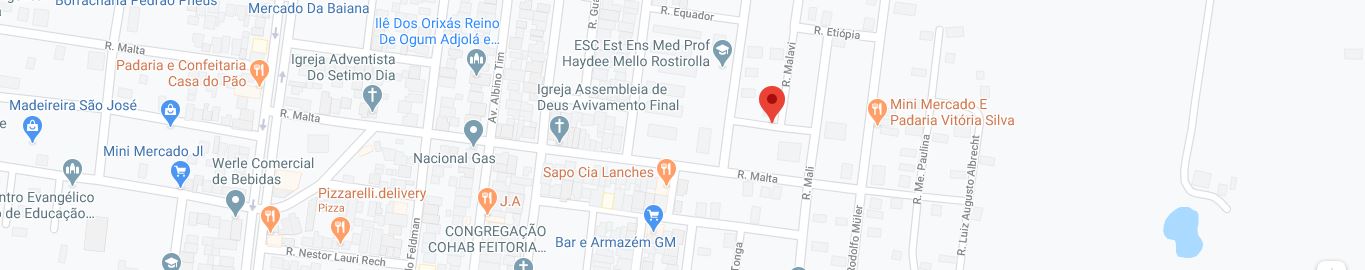 Borracharia Pedrão Pneus
Mercado Da Baiana
Ilê Dos Orixás Reino
De Ogum Adjolá e...
R. Gua
R. Equador
ESC Est Ens Med Prof
Haydee Mello Rostirolla
R. Malavi
R. Etiópia
R. Malta
Padaria e Confeitaria
Casa do Pão
Igreja Adventista
Do Setimo Dia
Av. Albino Tim
Igreja Assembleia de
Deus Avivamento Final
Madeireira São José
R. Malta
Mini Mercado E
Padaria Vitória Silva
e
Mini Mercado Jl
Werle Comercial
de Bebidas
Nacional Gas
Sapo Cia Lanches
R. Malta
R. Mali
R. Me. Paulina
R. Luiz Augusto Albrecht
ntro Evangélico
o de Educação...
Pizzarelli.delivery
Pizza
J.A
CONGREGAÇÃO
COHAB FEITORIA...
Bar e Armazém GM
R. Nestor Lauri Rech
lo Feldman
Tonga
Rodolfo Müler